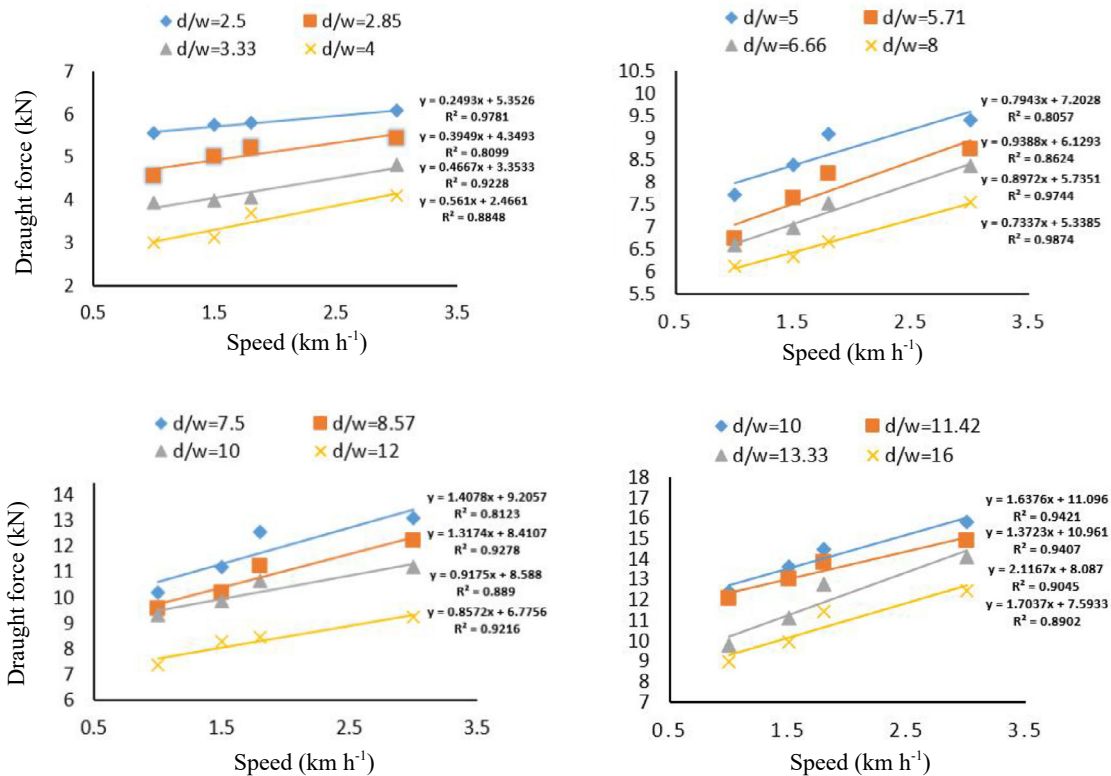 d/w=2.5 d/w=2.85
d/w=3.33 d/w=4
Draught force (kN)
7
6
5
4
3
2
y = 0.2493x + 5.3526
R² = 0.9781
y = 0.3949x + 4.3493
R² = 0.8099
y = 0.4667x + 3.3533
R² = 0.9228
y = 0.561x + 2.4661
R² = 0.8848
0.5 1.5 2.5 3.5
Speed (km h⁻¹)
d/w=5 d/w=5.71
d/w=6.66 d/w=8
10.5
10
9.5
9
8.5
8
7.5
7
6.5
6
5.5
y = 0.7943x + 7.2028
R² = 0.8057
y = 0.9388x + 6.1293
R² = 0.8624
y = 0.8972x + 5.7351
R² = 0.9744
y = 0.7337x + 5.3385
R² = 0.9874
0.5 1.5 2.5 3.5
Speed (km h⁻¹)
d/w=7.5 d/w=8.57
d/w=10 d/w=12
Draught force (kN)
14
13
12
11
10
9
8
7
6
y = 1.4078x + 9.2057
R² = 0.8123
y = 1.3174x + 8.4107
R² = 0.9278
y = 0.9175x + 8.588
R² = 0.889
y = 0.8572x + 6.7756
R² = 0.9216
0.5 1.5 2.5 3.5
Speed (km h⁻¹)
d/w=10 d/w=11.42
d/w=13.33 d/w=16
18
17
16
15
14
13
12
11
10
9
8
7
y = 1.6376x + 11.096
R² = 0.9421
y = 1.3723x + 10.961
R² = 0.9407
y = 2.1167x + 8.087
R² = 0.9045
y = 1.7037x + 7.5933
R² = 0.8902
0.5 1.5 2.5 3.5
Speed (km h⁻¹)